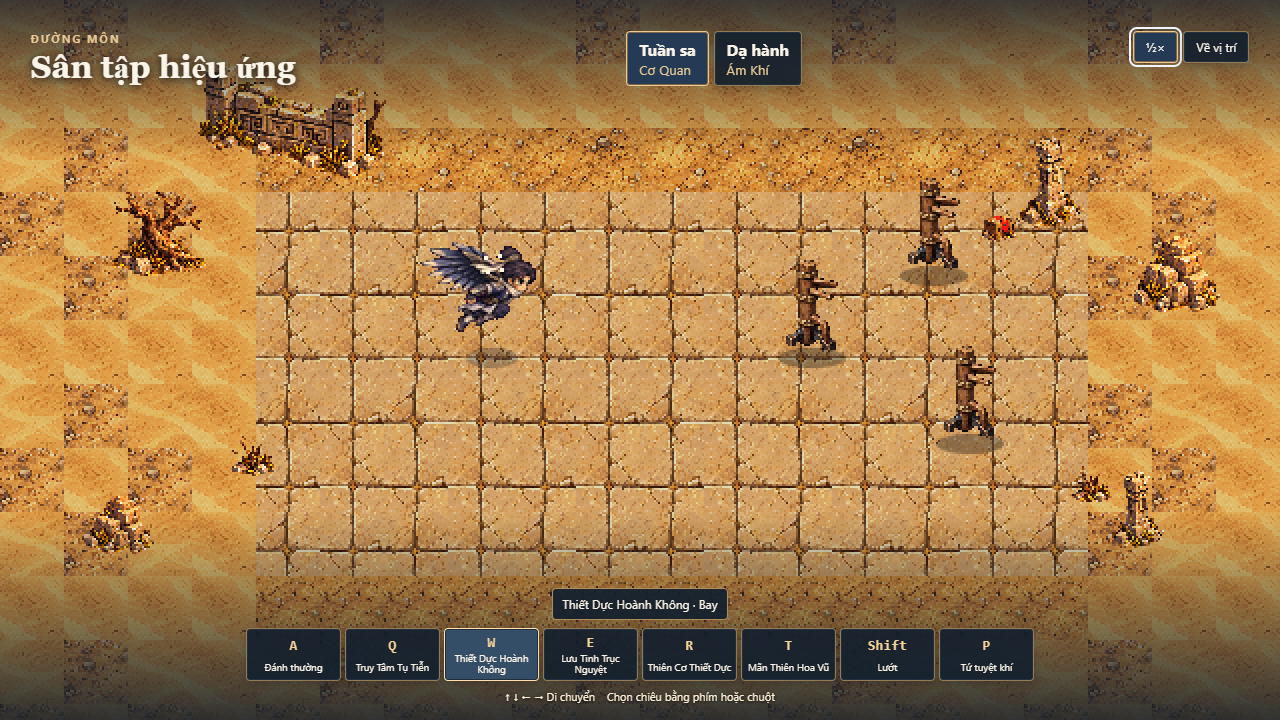 ĐƯỜNG MÔN
Sân tập hiệu ứng
Tuần sa
Cơ Quan
Dạ hành
Ám Khí
½×
Về vị trí
Thiết Dực Hoành Không · Bay
A
Đánh thường
Q
Truy Tâm Tụ Tiễn
W
Thiết Dực Hoành
Không
E
Lưu Tinh Trục
Nguyệt
R
Thiên Cơ Thiết Dực
T
Mãn Thiên Hoa Vũ
Shift
Lướt
P
Tứ tuyệt khí
↑ ↓ ← → Di chuyển Chọn chiêu bằng phím hoặc chuột